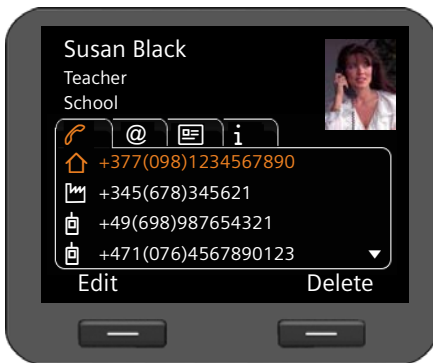 Susan Black
Teacher
School
@ i
+377(098)1234567890
+345(678)345621
+49(698)987654321
+471(076)4567890123
Edit Delete